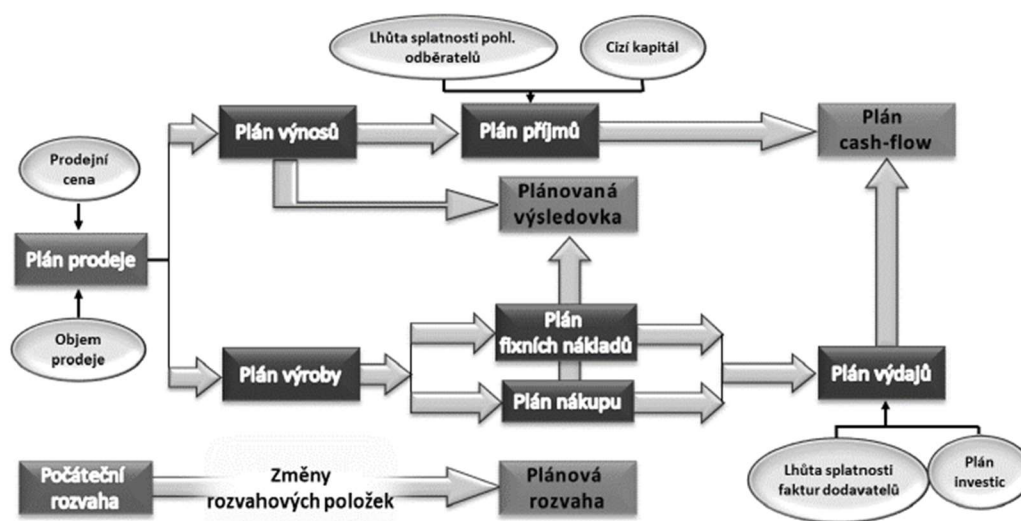 Lhůta splatnosti pohl.
odběratelů
Cizí kapitál
Plán výnosů
Plán příjmů
Plán
cash-flow
Prodejní
cena
Plánovaná
výsledovka
Plán prodeje
Objem
prodeje
Plán
fixních nákladů
Plán výroby
Plán nákupu
Plán výdajů
Počáteční
rozvaha
Změny
rozvahových položek
Plánová
rozvaha
Lhůta splatnosti
faktur dodavatelů
Plán
investic